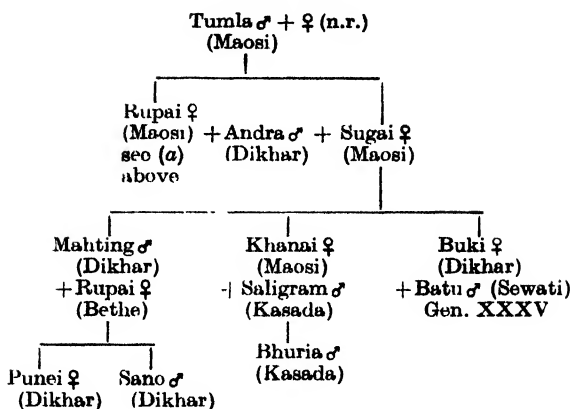 Tumla ♂ + ♀ (n.r.)
(Maosi)
Rupai ♀
(Maosi) + Andra ♂ + Sugai ♀
see (a) (Dikhar) (Maosi)
above
Mahting ♂ Khanai ♀ Buki ♀
(Dikhar) (Maosi) (Dikhar)
+ Rupai ♀ + Saligram ♂ + Batu ♂ (Sewati)
(Bethe) (Kasada) Gen. XXXV
Bhuria ♂
Punei ♀ Sano ♂ (Kasada)
(Dikhar) (Dikhar)